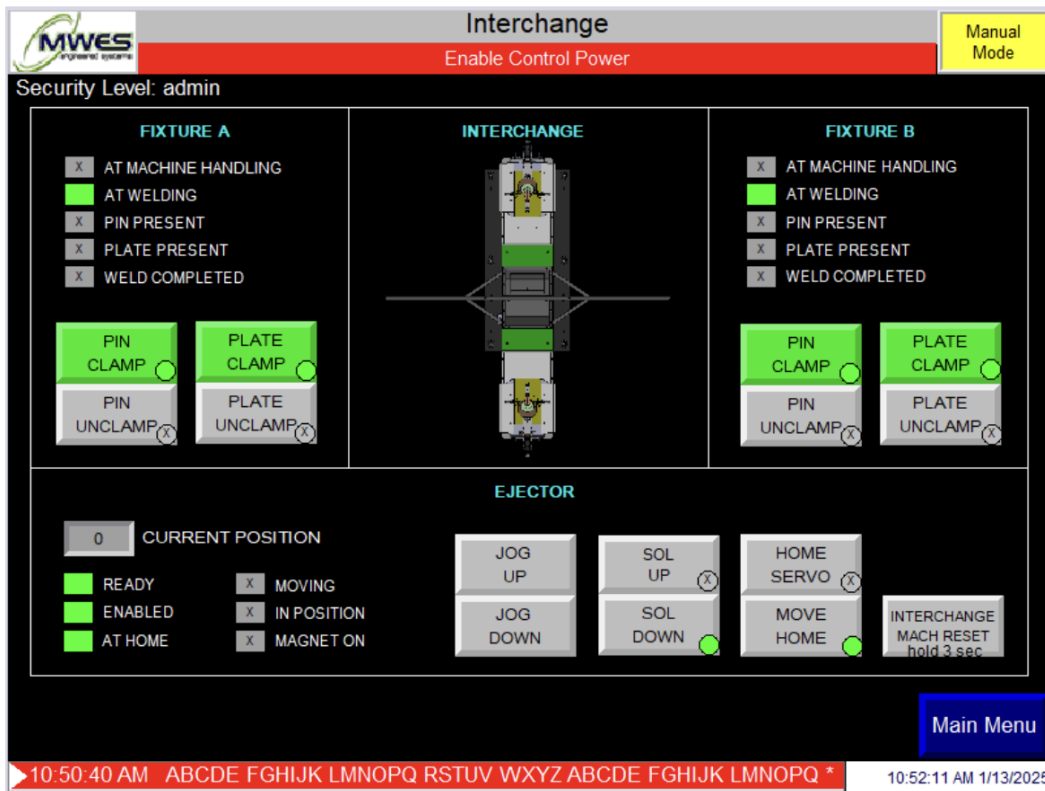 MWES
engineered systems
Interchange
Enable Control Power
Manual
Mode
Security Level: admin
FIXTURE A
X AT MACHINE HANDLING
AT WELDING
X PIN PRESENT
X PLATE PRESENT
X WELD COMPLETED
PIN
CLAMP
PLATE
CLAMP
PIN
UNCLAMP X
PLATE
UNCLAMP X
INTERCHANGE
FIXTURE B
X AT MACHINE HANDLING
AT WELDING
X PIN PRESENT
X PLATE PRESENT
X WELD COMPLETED
PIN
CLAMP
PLATE
CLAMP
PIN
UNCLAMP X
PLATE
UNCLAMP X
EJECTOR
0 CURRENT POSITION
READY
ENABLED
AT HOME
X MOVING
X IN POSITION
X MAGNET ON
JOG
UP
JOG
DOWN
SOL
UP X
SOL
DOWN
HOME
SERVO X
MOVE
HOME
INTERCHANGE
MACH RESET
hold 3 sec
Main Menu
10:50:40 AM ABCDE FGHIJK LMNOPQ RSTUV WXYZ ABCDE FGHIJK LMNOPQ *
10:52:11 AM 1/13/2025